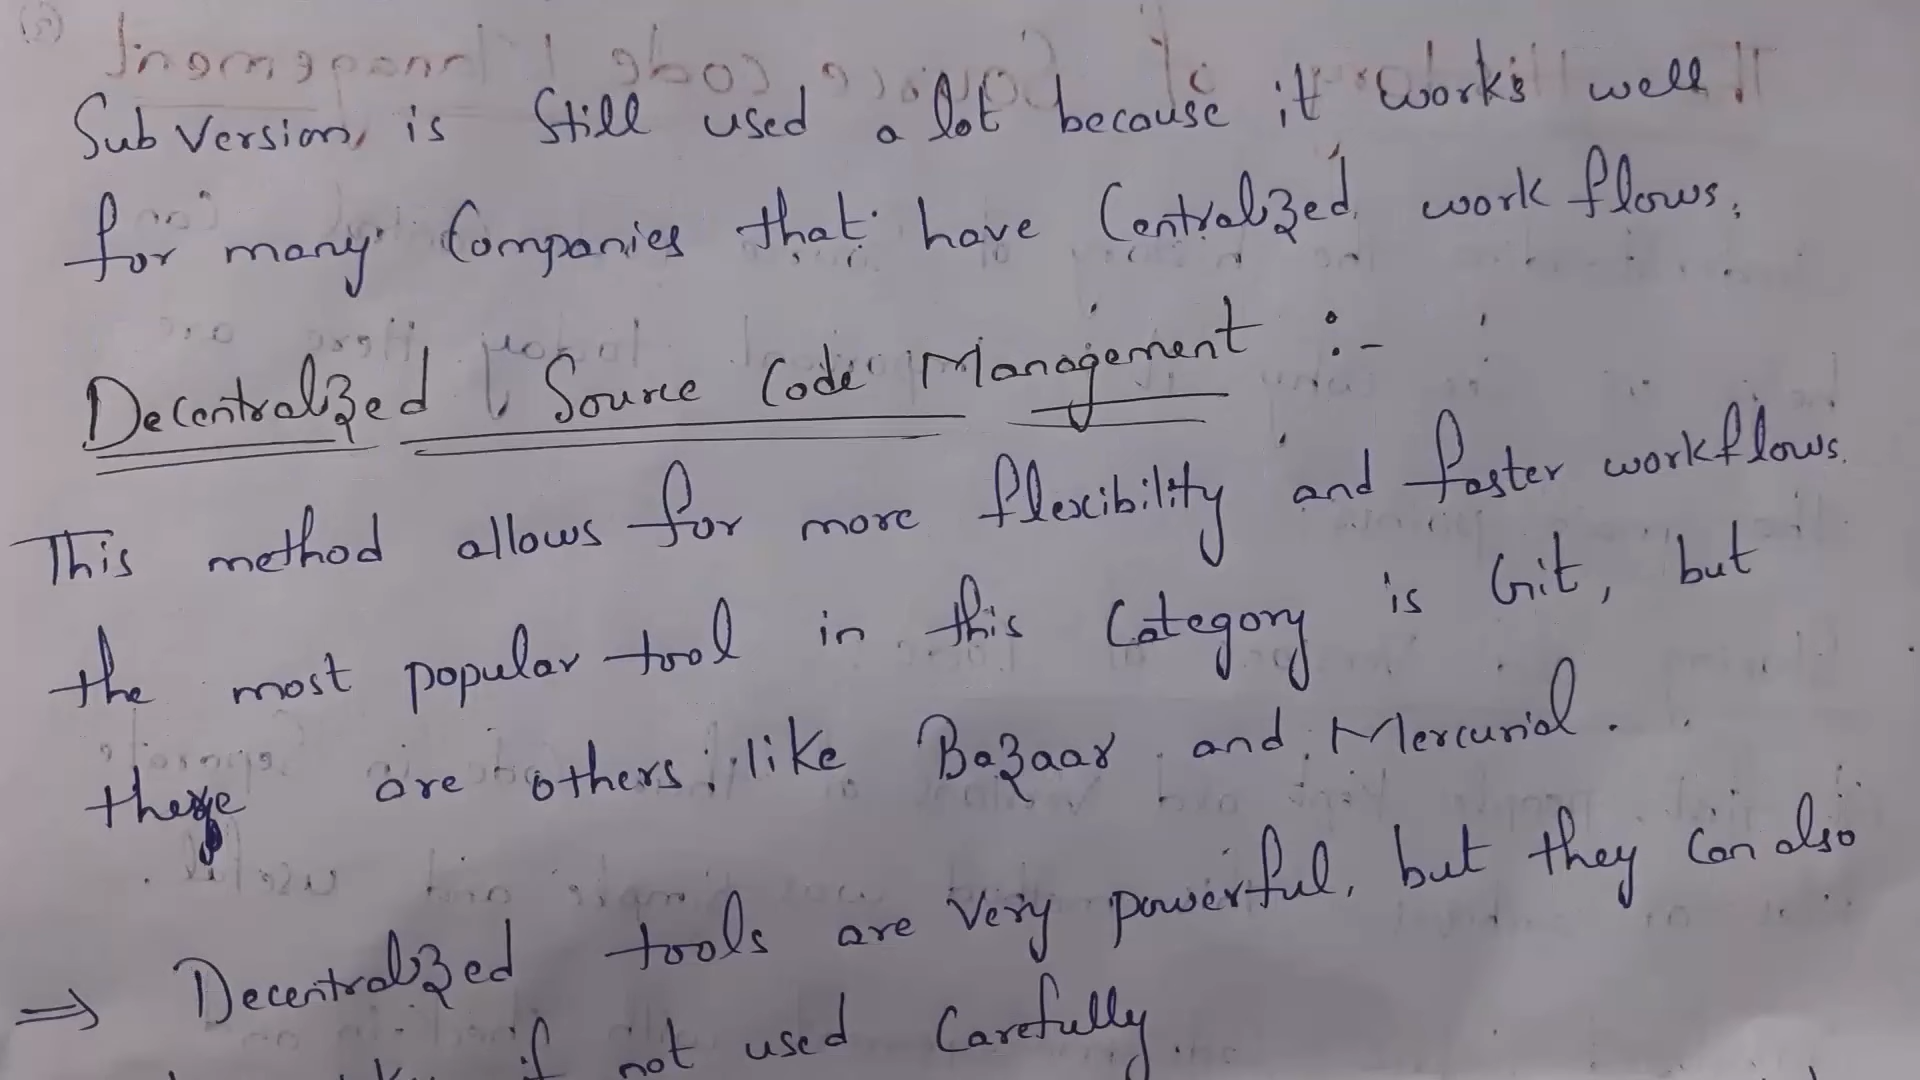 Subversion, is still used a lot because it works well
for many Companies that have Centralized work flows.
Decentralized Source Code Management :-
This method allows for more flexibility and faster workflows.
the most popular tool in this Category is Git, but
there are others, like Bazaar and Mercurial.
⇒ Decentralized tools are very powerful, but they can also
if not used Carefully